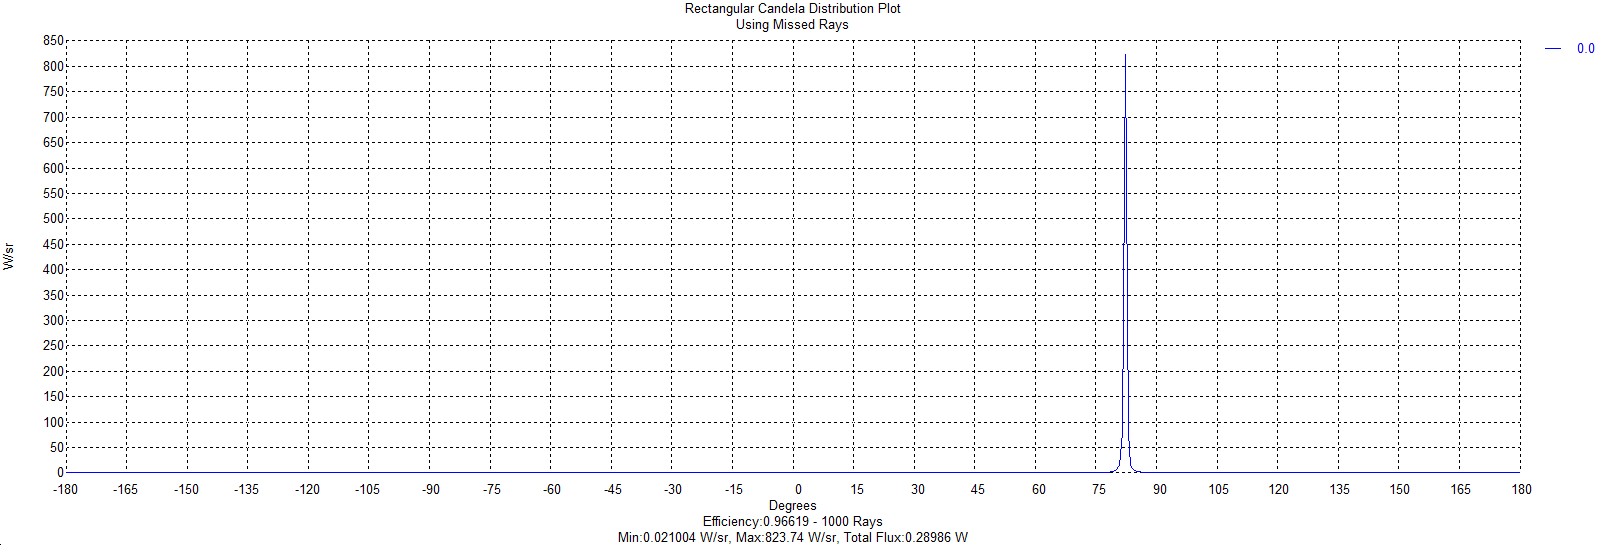 Rectangular Candela Distribution Plot
Using Missed Rays
0.0
850
800
750
700
650
600
550
500
450
400
350
300
250
200
150
100
50
0
W/sr
-180 -165 -150 -135 -120 -105 -90 -75 -60 -45 -30 -15 0 15 30 45 60 75 90 105 120 135 150 165 180
Degrees
Efficiency:0.96619 - 1000 Rays
Min:0.021004 W/sr, Max:823.74 W/sr, Total Flux:0.28986 W